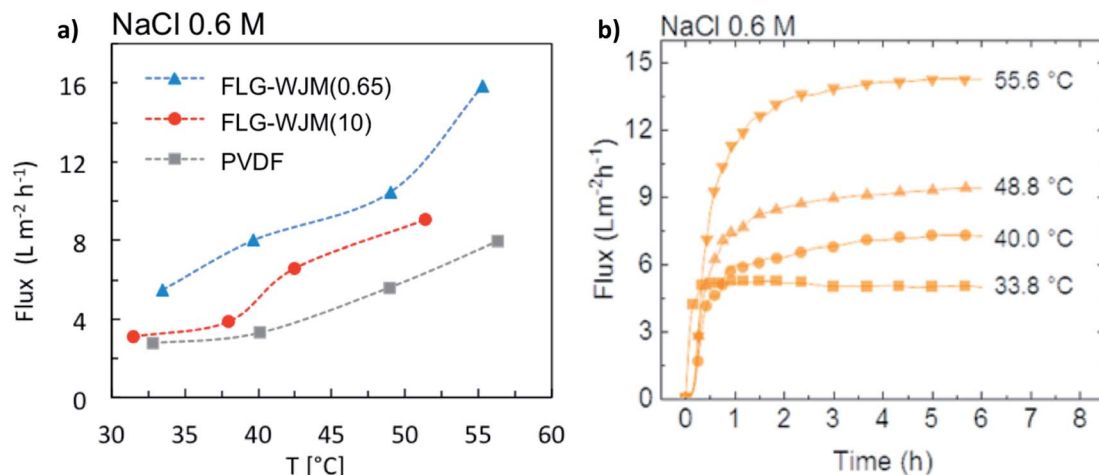 a)
NaCl 0.6 M
Flux (L m-2 h-1)
16
12
8
4
0
FLG-WJM(0.65)
FLG-WJM(10)
PVDF
30
35
40
45
50
55
60
T [°C]
b)
NaCl 0.6 M
Flux (Lm-2h-1)
15
12
9
6
3
0
55.6 °C
48.8 °C
40.0 °C
33.8 °C
0
1
2
3
4
5
6
7
8
Time (h)